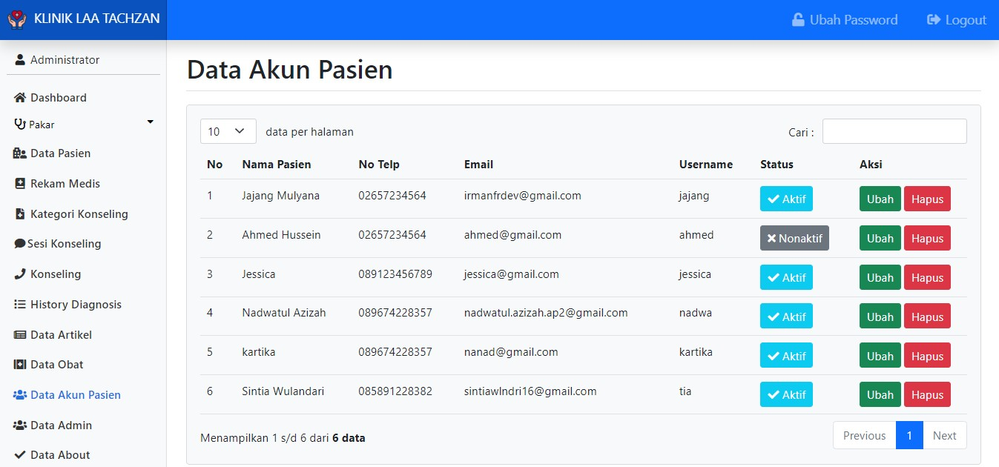 KLINIK LAA TACHZAN
Ubah Password
Logout
Administrator
Dashboard
Pakar
Data Pasien
Rekam Medis
Kategori Konseling
Sesi Konseling
Konseling
History Diagnosis
Data Artikel
Data Obat
Data Akun Pasien
Data Admin
Data About
Data Akun Pasien
10 data per halaman
Cari :
No Nama Pasien No Telp Email Username Status Aksi
1 Jajang Mulyana 02657234564 irmanfrdev@gmail.com jajang Aktif Ubah Hapus
2 Ahmed Hussein 02657234564 ahmed@gmail.com ahmed Nonaktif Ubah Hapus
3 Jessica 089123456789 jessica@gmail.com jessica Aktif Ubah Hapus
4 Nadwatul Azizah 089674228357 nadwatul.azizah.ap2@gmail.com nadwa Aktif Ubah Hapus
5 kartika 089674228357 nanad@gmail.com kartika Aktif Ubah Hapus
6 Sintia Wulandari 085891228382 sintiawlndri16@gmail.com tia Aktif Ubah Hapus
Menampilkan 1 s/d 6 dari 6 data
Previous 1 Next